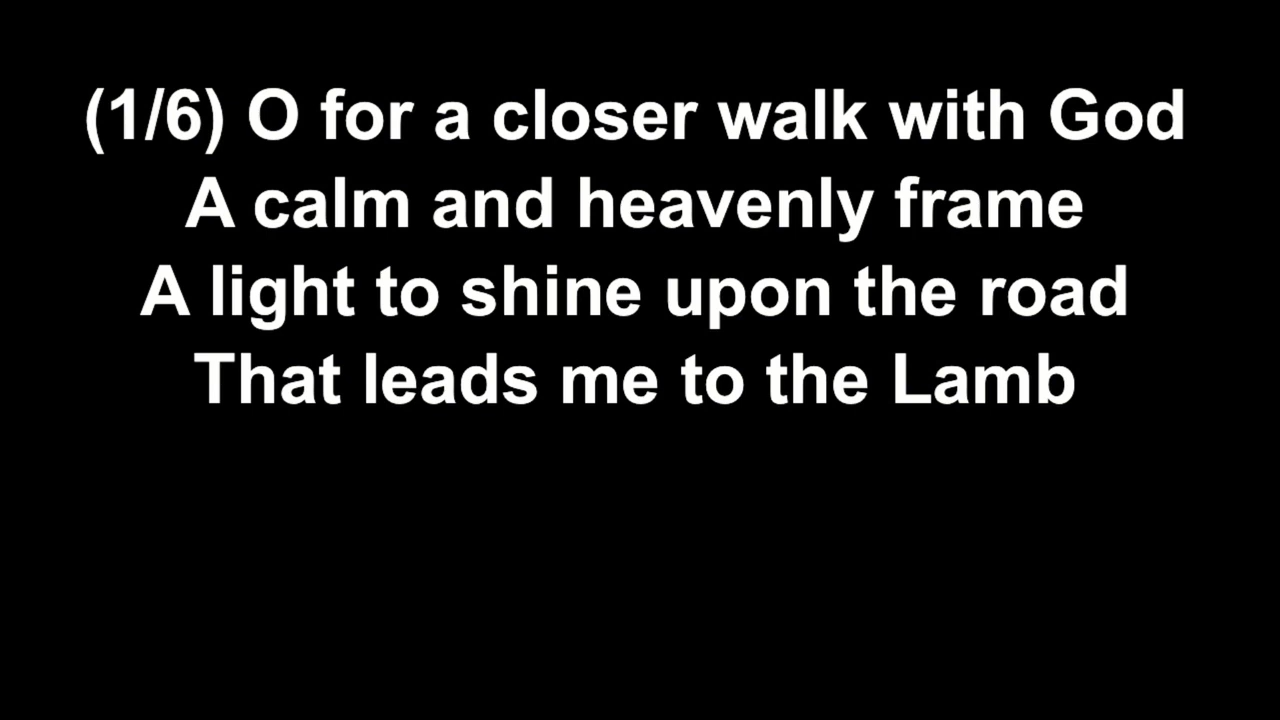 (1/6) O for a closer walk with God
A calm and heavenly frame
A light to shine upon the road
That leads me to the Lamb